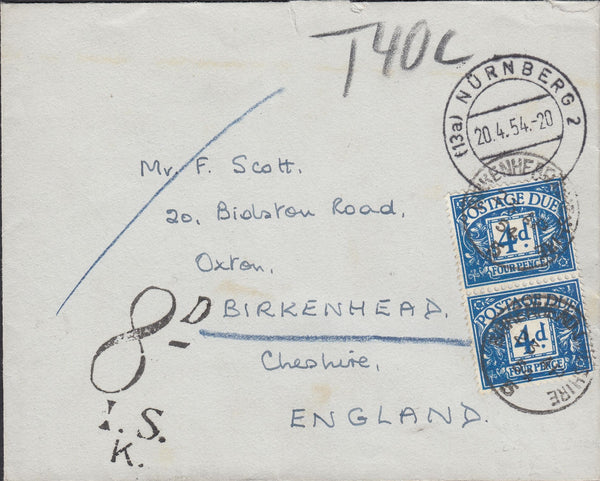 T40C
(13a) NÜRNBERG 2
20.4.54.-20
Mr. F. Scott.
20, Bidston Road,
Oxton,
BIRKENHEAD.
Cheshire,
ENGLAND.
8D
I.S.
K.
BIRKENHEAD
POSTAGE DUE
4d.
FOUR PENCE
POSTAGE DUE
4d.
FOUR PENCE